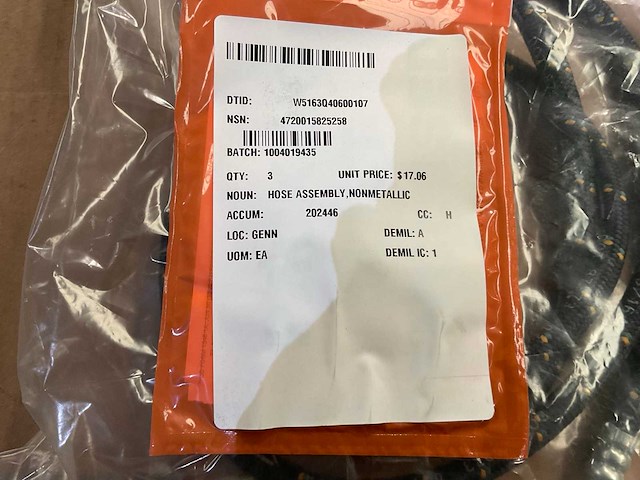 DTID: W5163Q40600107
NSN: 4720015825258
BATCH: 1004019435
QTY: 3 UNIT PRICE: $17.06
NOUN: HOSE ASSEMBLY,NONMETALLIC
ACCUM: 202446 CC: H
LOC: GENN DEMIL: A
UOM: EA DEMIL IC: 1